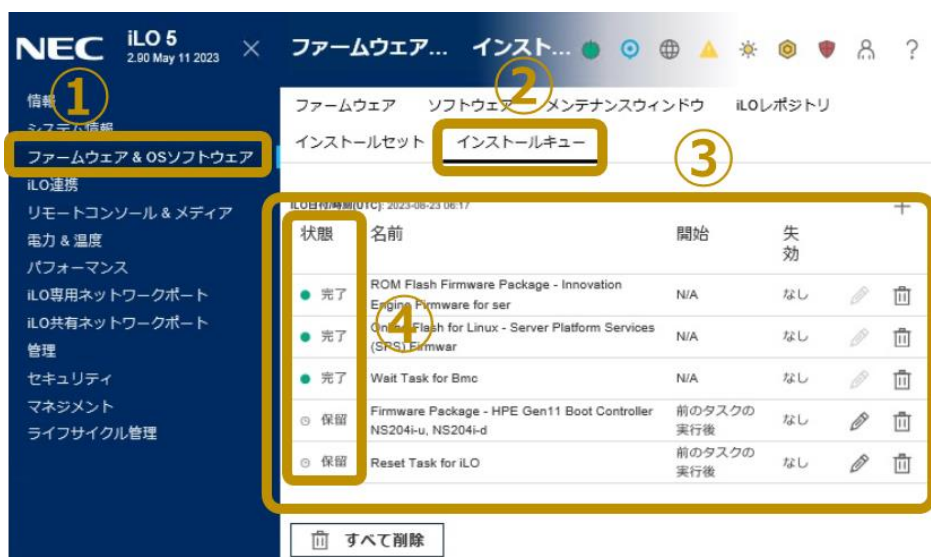 NEC
iLO 5
2.90 May 11 2023
ファームウェア...
インスト...
?
①
②
③
④
情報
システム情報
ファームウェア & OSソフトウェア
iLO連携
リモートコンソール & メディア
電力 & 温度
パフォーマンス
iLO専用ネットワークポート
iLO共有ネットワークポート
管理
セキュリティ
マネジメント
ライフサイクル管理
ファームウェア ソフトウェア メンテナンスウィンドウ iLOレポジトリ
インストールセット インストールキュー
iLO日付/時間(UTC): 2023-08-23 06:17
状態 名前 開始 失効
完了 ROM Flash Firmware Package - Innovation
Engine Firmware for ser N/A なし
完了 Online Flash for Linux - Server Platform Services
(SPS) Firmwar N/A なし
完了 Wait Task for Bmc N/A なし
保留 Firmware Package - HPE Gen11 Boot Controller
NS204i-u, NS204i-d
前のタスクの
実行後
なし
保留 Reset Task for iLO
前のタスクの
実行後
なし
すべて削除